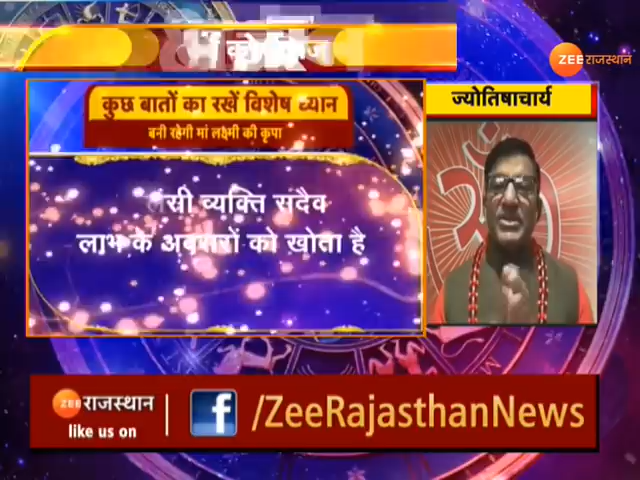 ZEE राजस्थान
कुछ बातों का रखें विशेष ध्यान
बनी रहेगी मां लक्ष्मी की कृपा
ज्योतिषाचार्य
व्यक्ति सदैव
लाभ के अवसरों को खोता है
ZEE राजस्थान
like us on
f /ZeeRajasthanNews